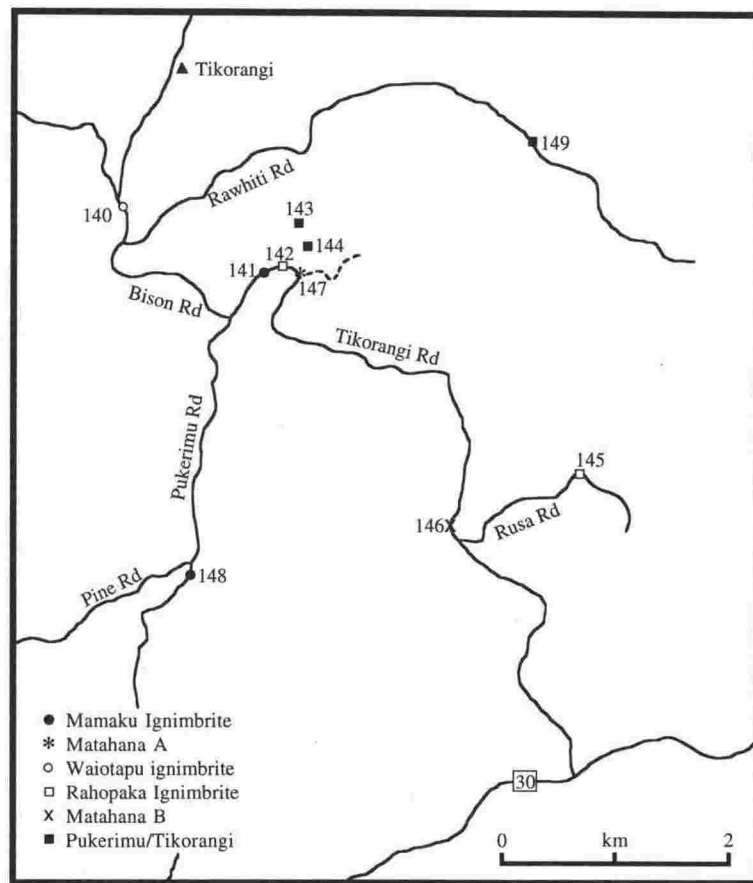 Tikorangi
149
Rawhiti Rd
140
143
144
142
141
147
Bison Rd
Tikorangi Rd
Pukerimu Rd
145
146
Rusa Rd
148
Pine Rd
Mamaku Ignimbrite
Matahana A
Waiotapu ignimbrite
Rahopaka Ignimbrite
Matahana B
Pukerimu/Tikorangi
30
0 km 2